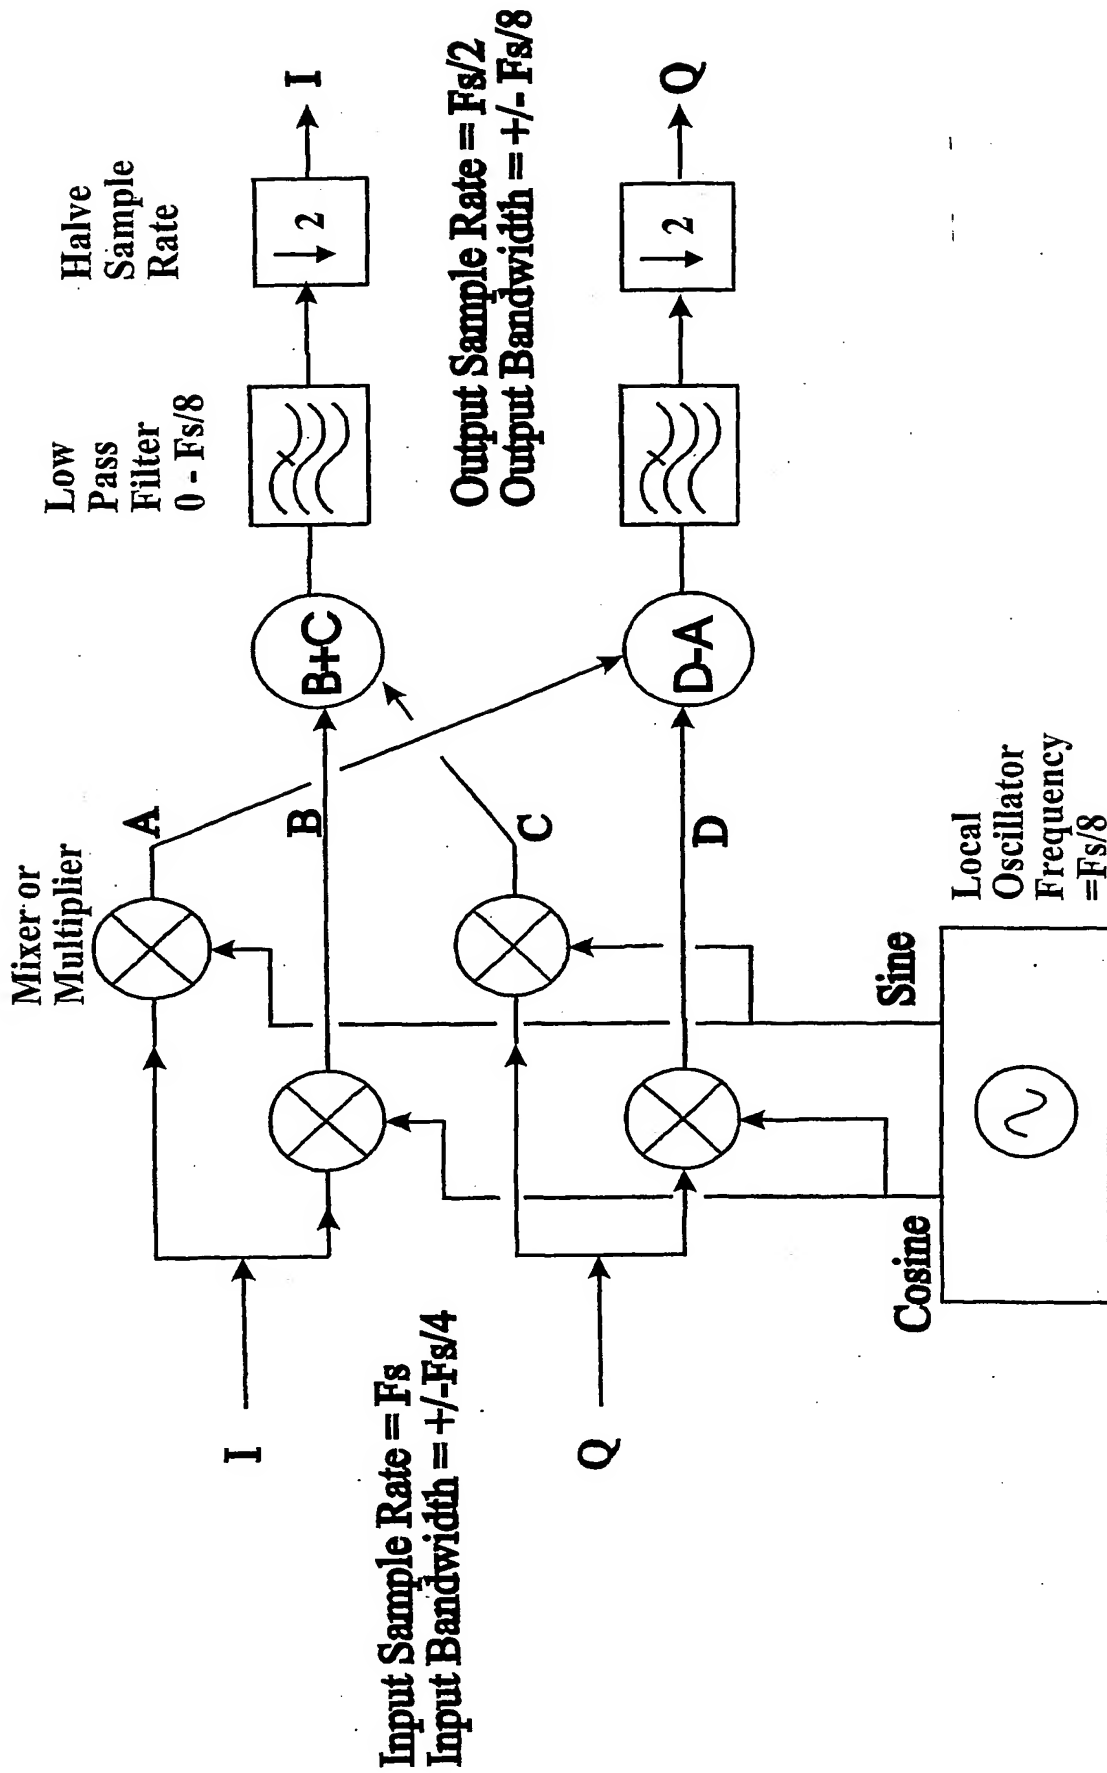 Mixer or
Multiplier
Low
Pass
Filter
0 - Fs/8
Halve
Sample
Rate
I
A
B
B+C
↓ 2
I
Input Sample Rate = Fs
Input Bandwidth = +/-Fs/4
Output Sample Rate = Fs/2
Output Bandwidth = +/- Fs/8
Q
C
D
D-A
↓ 2
Q
Cosine
Sine
Local
Oscillator
Frequency
=Fs/8